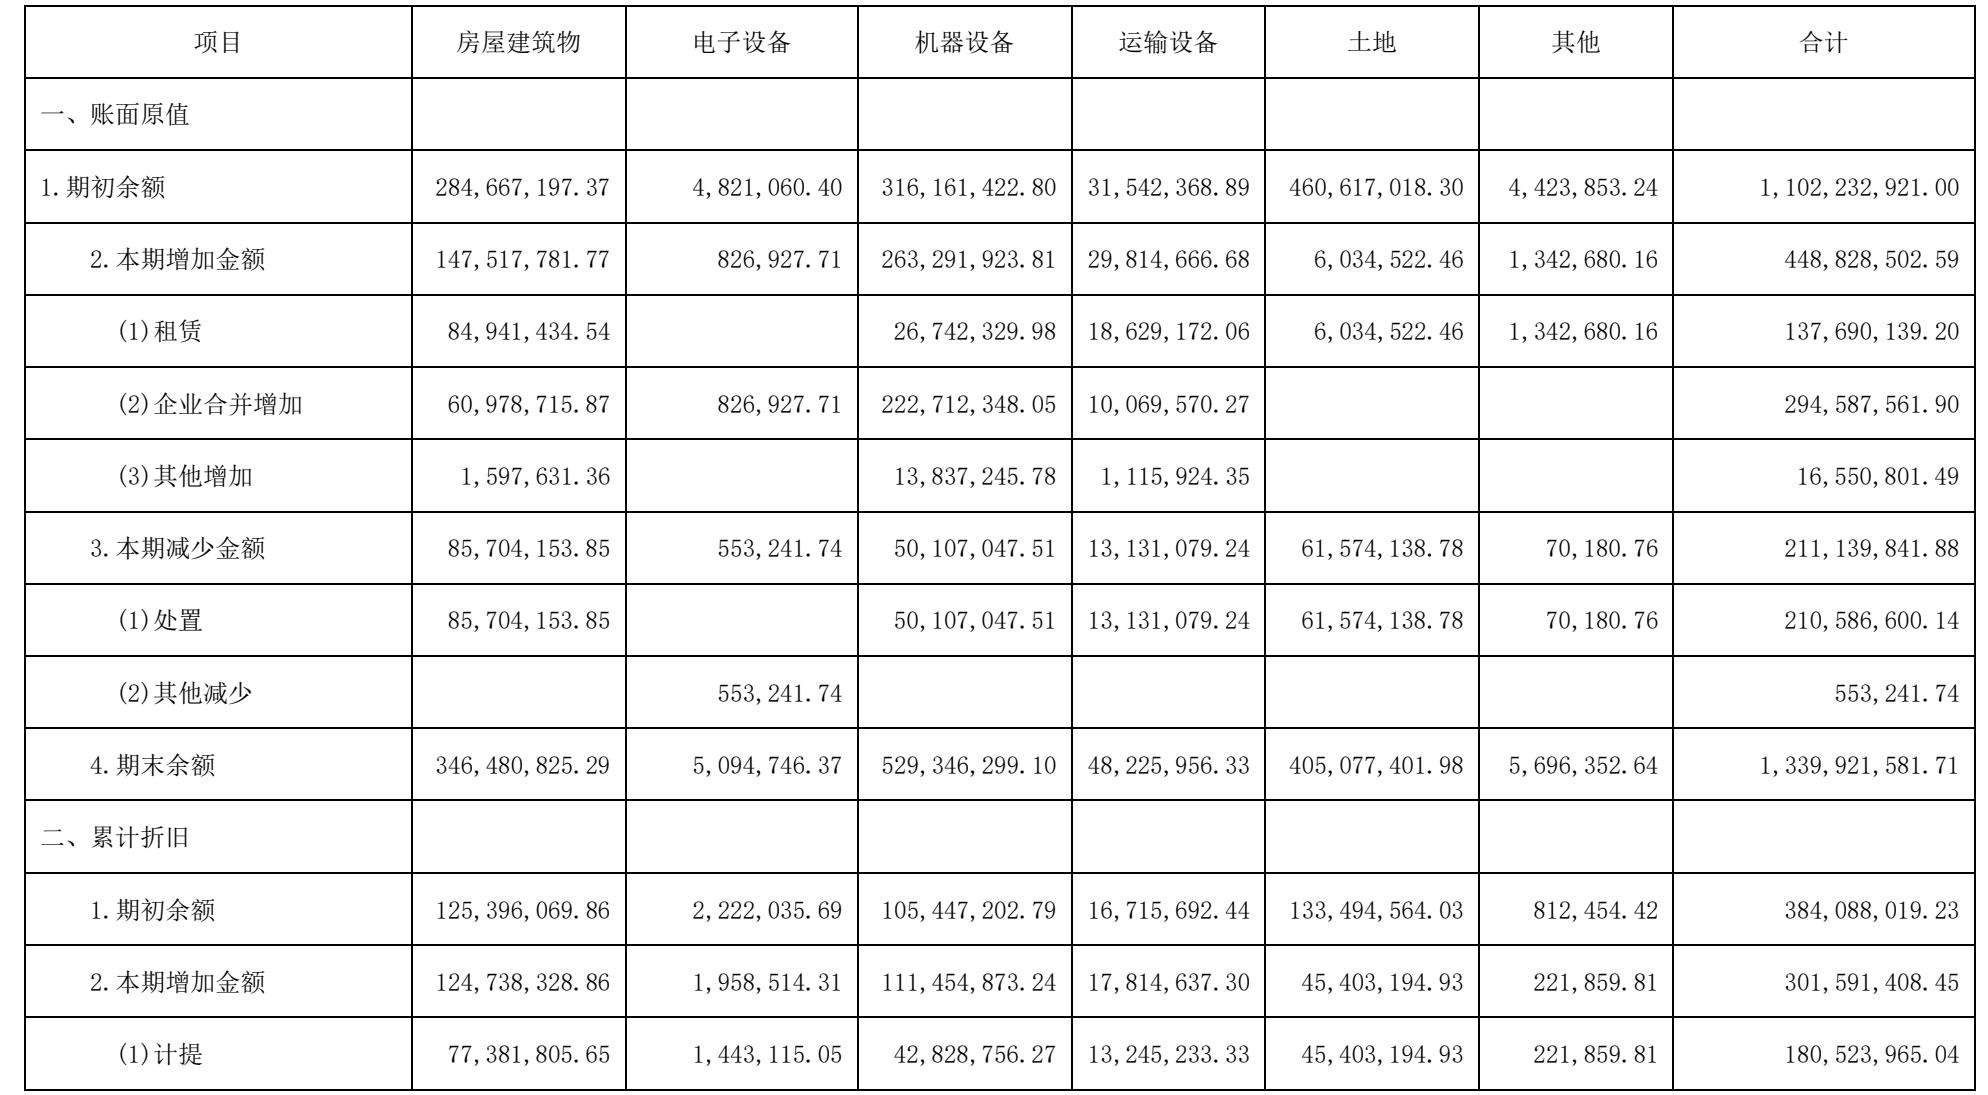 项目 房屋建筑物 电子设备 机器设备 运输设备 土地 其他 合计
一、账面原值
1.期初余额 284,667,197.37 4,821,060.40 316,161,422.80 31,542,368.89 460,617,018.30 4,423,853.24 1,102,232,921.00
2.本期增加金额 147,517,781.77 826,927.71 263,291,923.81 29,814,666.68 6,034,522.46 1,342,680.16 448,828,502.59
(1)租赁 84,941,434.54 26,742,329.98 18,629,172.06 6,034,522.46 1,342,680.16 137,690,139.20
(2)企业合并增加 60,978,715.87 826,927.71 222,712,348.05 10,069,570.27 294,587,561.90
(3)其他增加 1,597,631.36 13,837,245.78 1,115,924.35 16,550,801.49
3.本期减少金额 85,704,153.85 553,241.74 50,107,047.51 13,131,079.24 61,574,138.78 70,180.76 211,139,841.88
(1)处置 85,704,153.85 50,107,047.51 13,131,079.24 61,574,138.78 70,180.76 210,586,600.14
(2)其他减少 553,241.74 553,241.74
4.期末余额 346,480,825.29 5,094,746.37 529,346,299.10 48,225,956.33 405,077,401.98 5,696,352.64 1,339,921,581.71
二、累计折旧
1.期初余额 125,396,069.86 2,222,035.69 105,447,202.79 16,715,692.44 133,494,564.03 812,454.42 384,088,019.23
2.本期增加金额 124,738,328.86 1,958,514.31 111,454,873.24 17,814,637.30 45,403,194.93 221,859.81 301,591,408.45
(1)计提 77,381,805.65 1,443,115.05 42,828,756.27 13,245,233.33 45,403,194.93 221,859.81 180,523,965.04